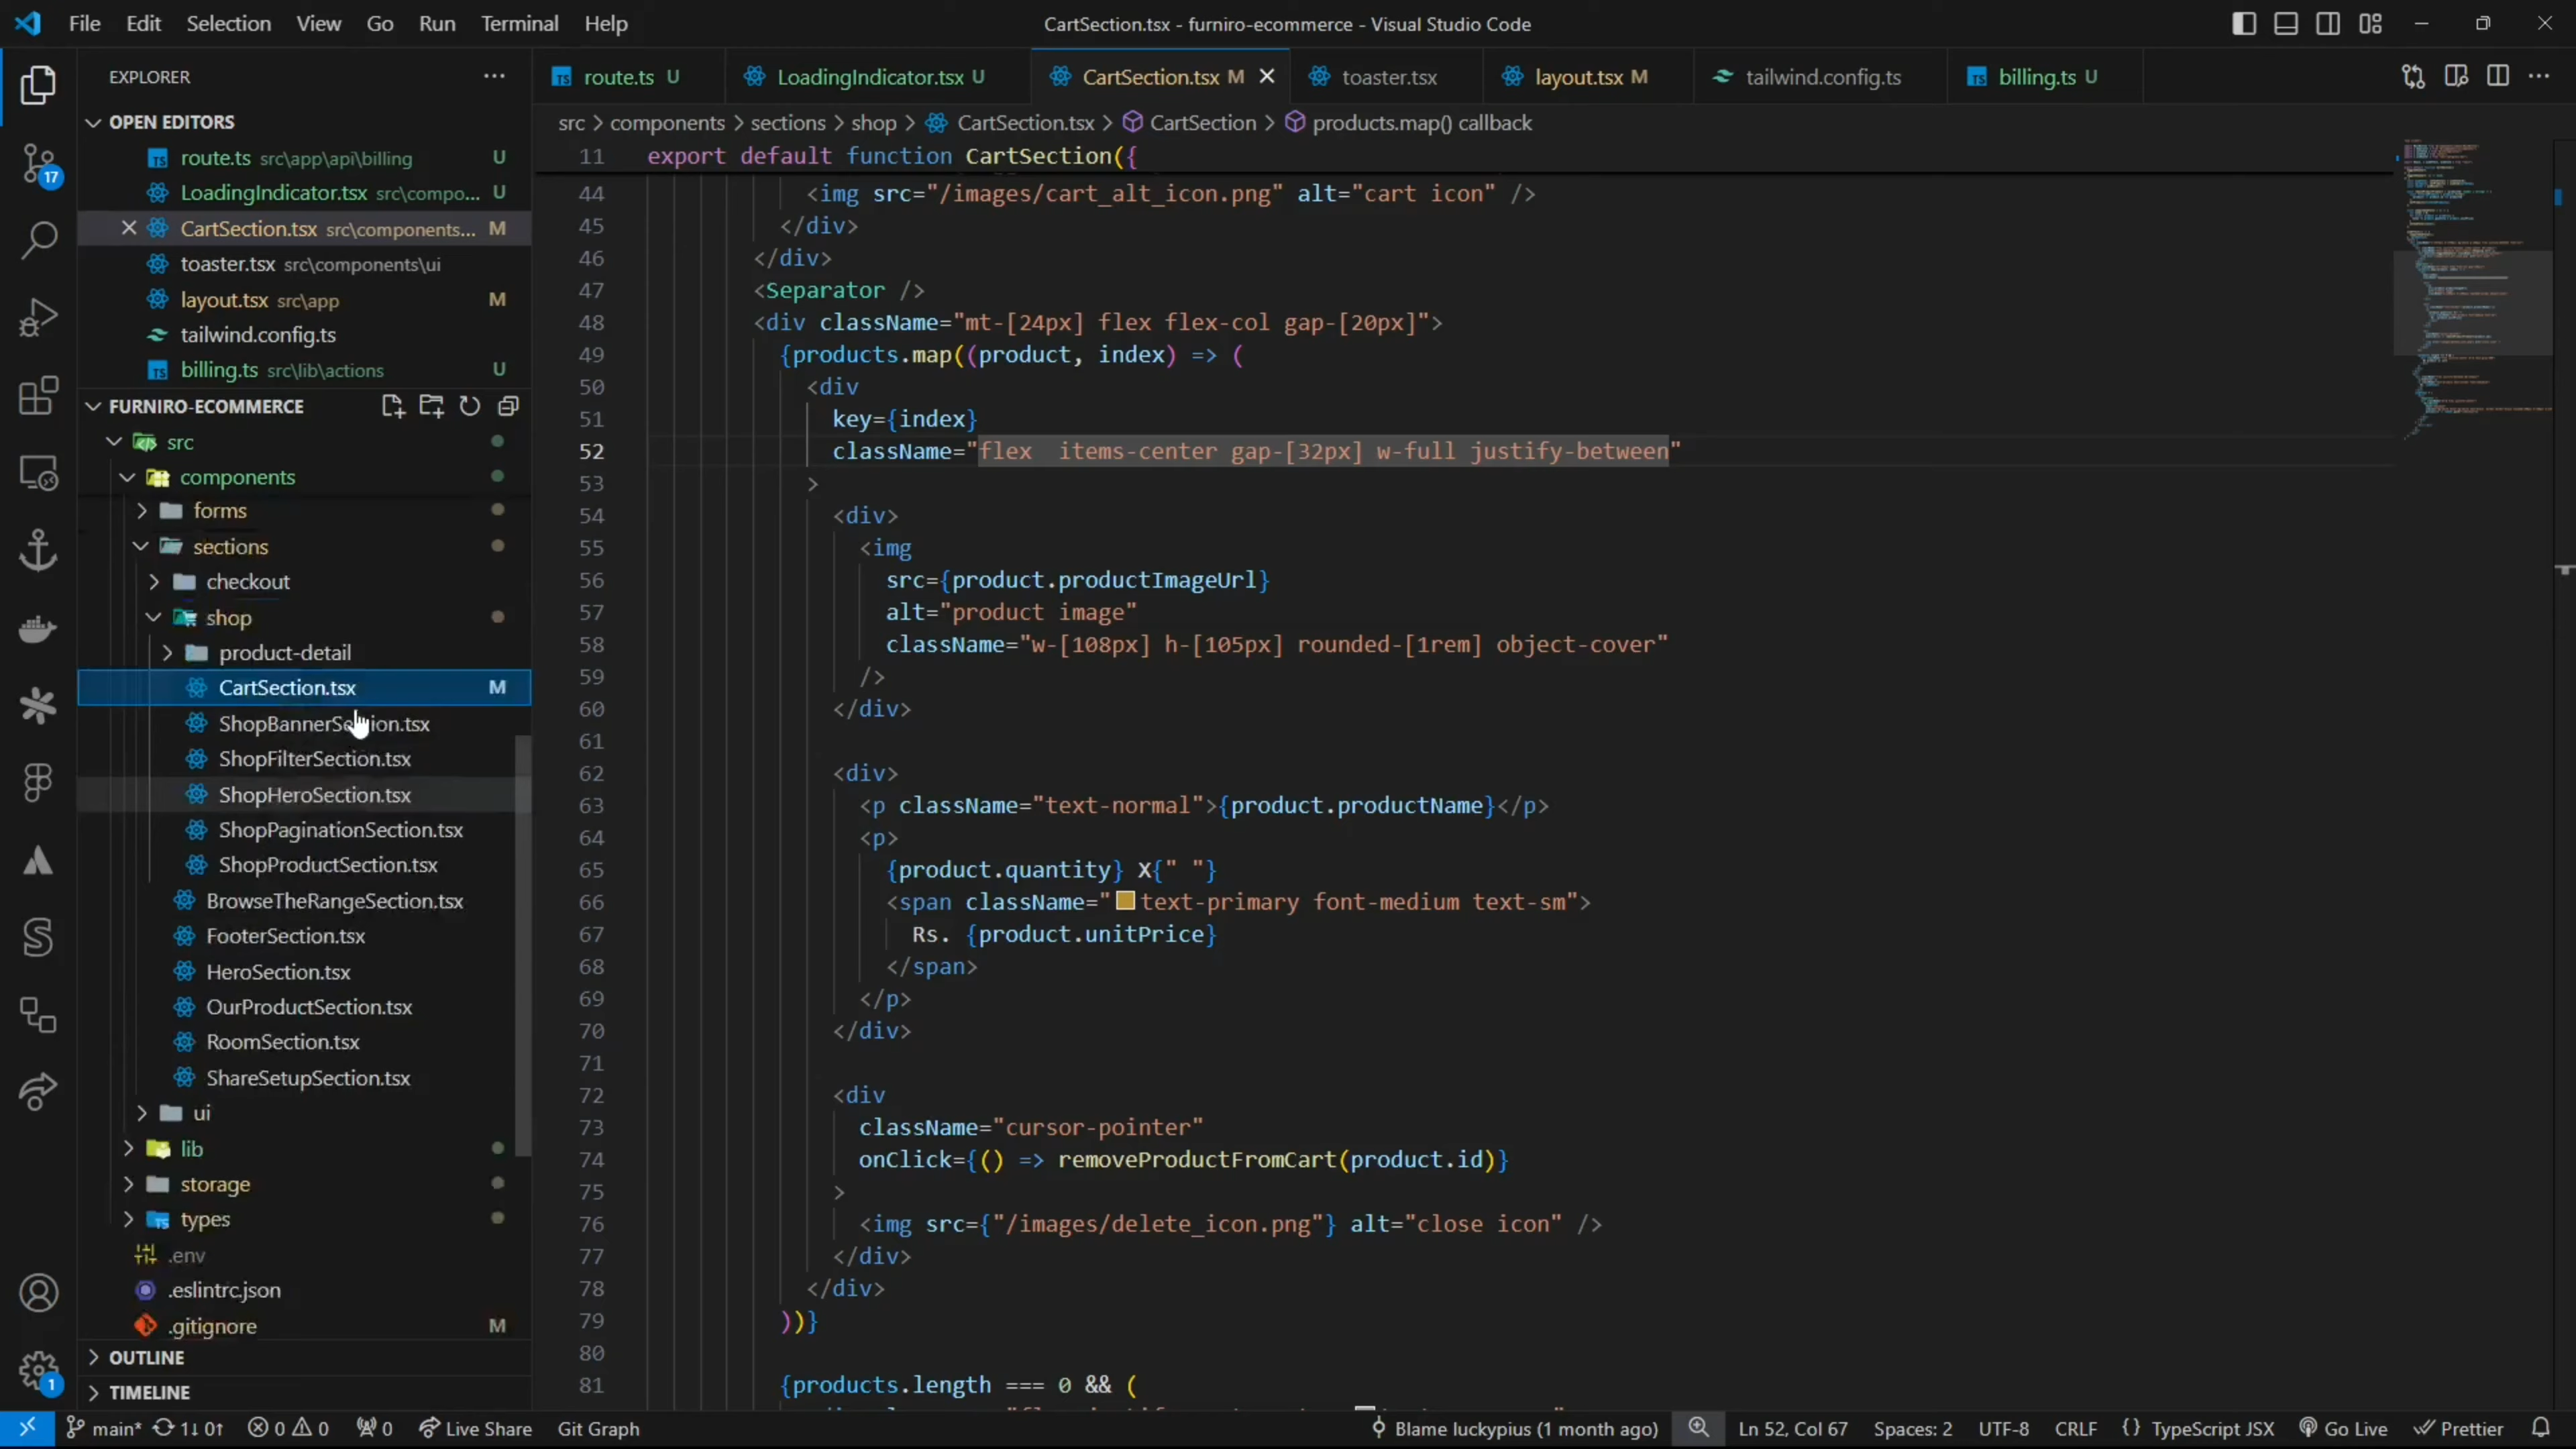 File Edit Selection View Go Run Terminal Help
CartSection.tsx - furniro-ecommerce - Visual Studio Code
EXPLORER
OPEN EDITORS
route.ts src\app\api\billing U
LoadingIndicator.tsx src\compo... U
CartSection.tsx src\components... M
toaster.tsx src\components\ui
layout.tsx src\app M
tailwind.config.ts
billing.ts src\lib\actions U
FURNIRO-ECOMMERCE
src
components
forms
sections
checkout
shop
product-detail
CartSection.tsx M
ShopBannerSection.tsx
ShopFilterSection.tsx
ShopHeroSection.tsx
ShopPaginationSection.tsx
ShopProductSection.tsx
BrowseTheRangeSection.tsx
FooterSection.tsx
HeroSection.tsx
OurProductSection.tsx
RoomSection.tsx
ShareSetupSection.tsx
ui
lib
storage
types
.env
.eslintrc.json
.gitignore M
OUTLINE
TIMELINE
17
1
route.ts U LoadingIndicator.tsx U CartSection.tsx M toaster.tsx layout.tsx M tailwind.config.ts billing.ts U
src > components > sections > shop > CartSection.tsx > CartSection > products.map() callback
11 export default function CartSection({
44 <img src="/images/cart_alt_icon.png" alt="cart icon" />
45 </div>
46 </div>
47 <Separator />
48 <div className="mt-[24px] flex flex-col gap-[20px]">
49 {products.map((product, index) => (
50 <div
51 key={index}
52 className="flex  items-center gap-[32px] w-full justify-between"
53 >
54 <div>
55 <img
56 src={product.productImageUrl}
57 alt="product image"
58 className="w-[108px] h-[105px] rounded-[1rem] object-cover"
59 />
60 </div>
61
62 <div>
63 <p className="text-normal">{product.productName}</p>
64 <p>
65 {product.quantity} X{" "}
66 <span className="text-primary font-medium text-sm">
67 Rs. {product.unitPrice}
68 </span>
69 </p>
70 </div>
71
72 <div
73 className="cursor-pointer"
74 onClick={() => removeProductFromCart(product.id)}
75 >
76 <img src={"/images/delete_icon.png"} alt="close icon" />
77 </div>
78 </div>
79 ))}
80
81 {products.length === 0 && (
main* 1↓ 0↑ 0 0 0 Live Share Git Graph Blame luckypius (1 month ago) Ln 52, Col 67 Spaces: 2 UTF-8 CRLF {} TypeScript JSX Go Live Prettier